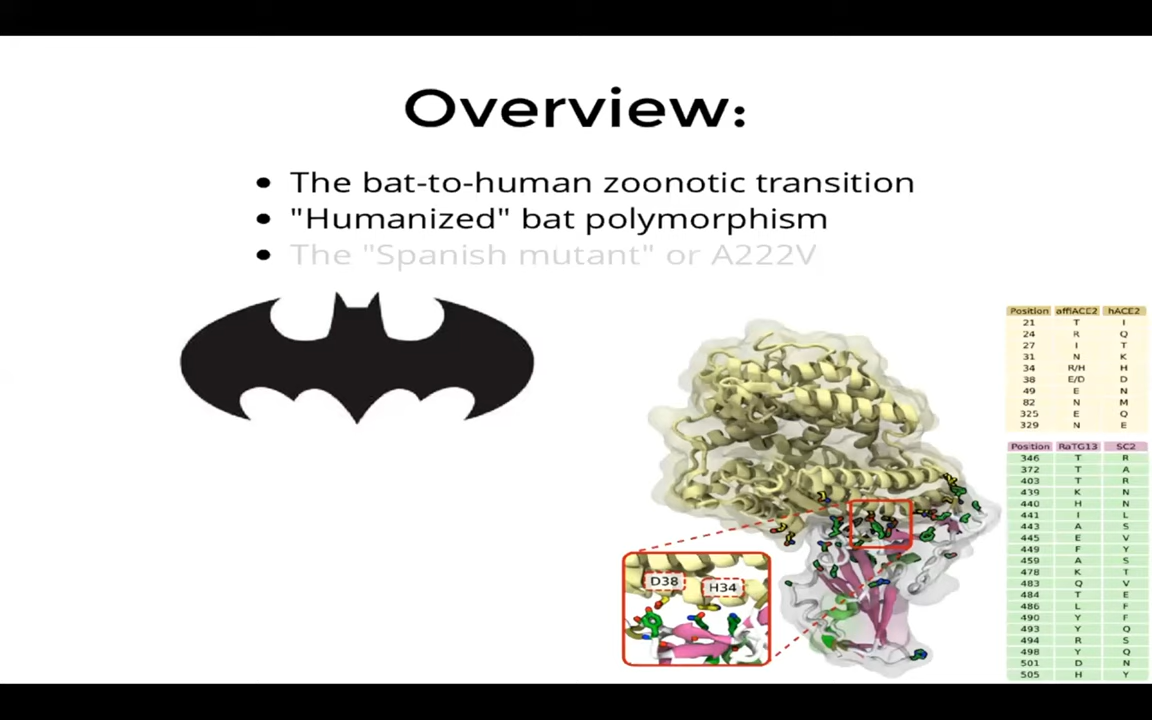 Overview:
• The bat-to-human zoonotic transition
• "Humanized" bat polymorphism
• The "Spanish mutant" or A222V
Position affiACE2 hACE2
21 T I
24 R Q
27 I T
31 N K
34 R/H H
38 E/D D
49 E N
82 N M
325 E Q
329 N E
Position RaTG13 SC2
346 T R
372 T A
403 T R
439 K N
440 H N
441 I L
443 A S
445 E V
449 F Y
459 A S
478 K T
483 Q V
484 T E
486 L F
490 Y F
493 Y Q
494 R S
498 Y Q
501 D N
505 H Y
D38
H34